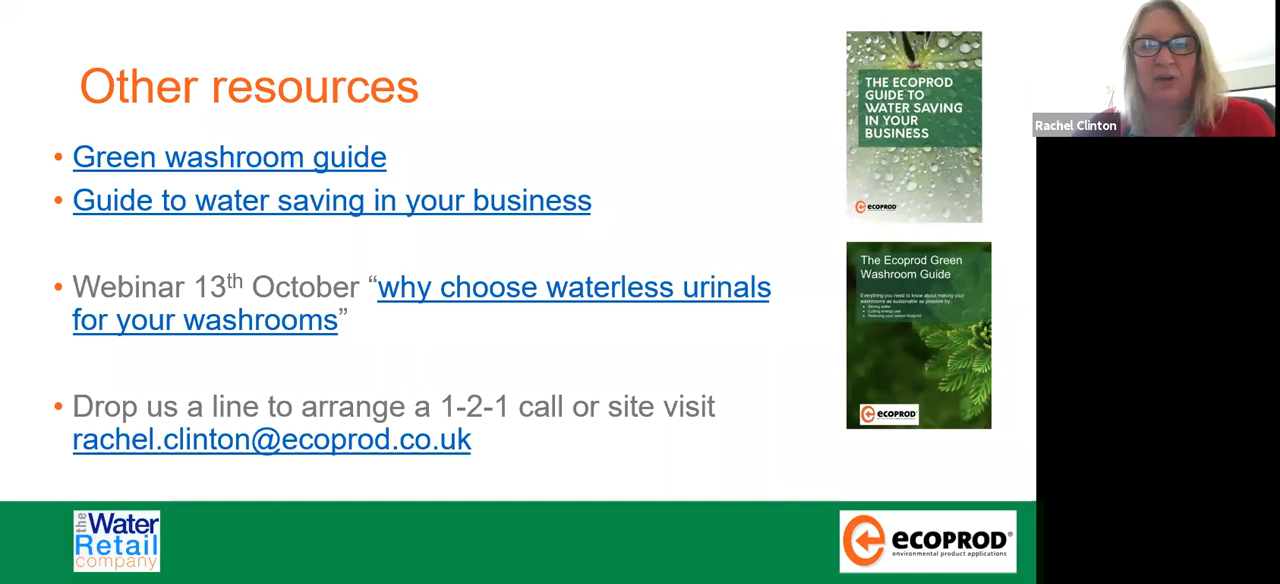 Other resources
• Green washroom guide
• Guide to water saving in your business
• Webinar 13th October “why choose waterless urinals
for your washrooms”
• Drop us a line to arrange a 1-2-1 call or site visit
rachel.clinton@ecoprod.co.uk
THE ECOPROD
GUIDE TO
WATER SAVING
IN YOUR
BUSINESS
ECOPROD
The Ecoprod Green
Washroom Guide
Everything you need to know about making your
washrooms as sustainable as possible by:
• Saving water
• Cutting energy use
• Reducing your carbon footprint
ECOPROD
Rachel Clinton
the Water
Retail
company
ECOPROD®
environmental product applications